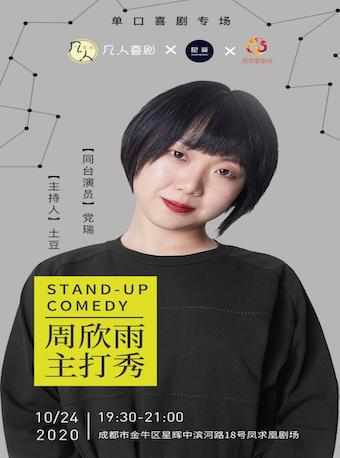 单口喜剧专场
凡人喜剧 × 昆巢 ×
【同台演员】党瑞
【主持人】土豆
STAND-UP
COMEDY
周欣雨
主打秀
10/24
2020
19:30-21:00
成都市金牛区星辉中滨河路18号凤求凰剧场